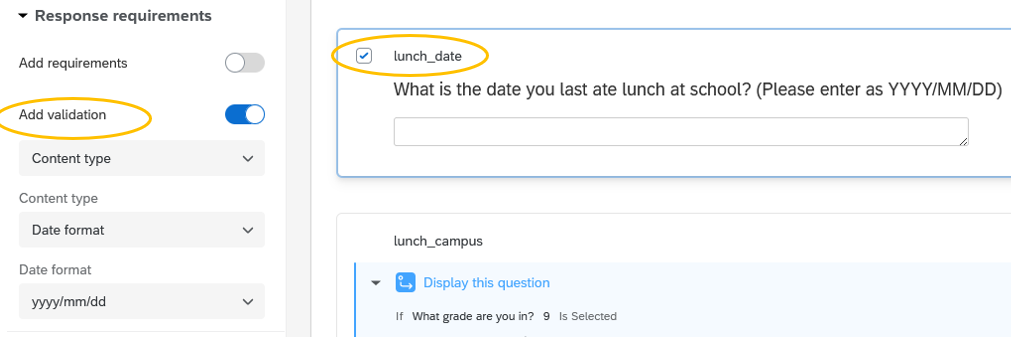 Response requirements
Add requirements
Add validation
Content type
Content type
Date format
Date format
yyyy/mm/dd
lunch_date
What is the date you last ate lunch at school? (Please enter as YYYY/MM/DD)
lunch_campus
Display this question
If What grade are you in? 9 Is Selected